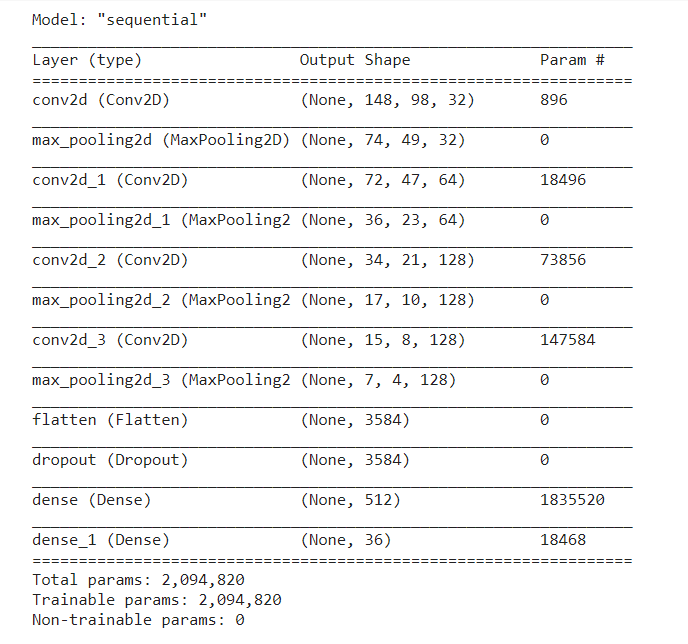 Model: "sequential"
Layer (type) Output Shape Param #
conv2d (Conv2D) (None, 148, 98, 32) 896
max_pooling2d (MaxPooling2D) (None, 74, 49, 32) 0
conv2d_1 (Conv2D) (None, 72, 47, 64) 18496
max_pooling2d_1 (MaxPooling2 (None, 36, 23, 64) 0
conv2d_2 (Conv2D) (None, 34, 21, 128) 73856
max_pooling2d_2 (MaxPooling2 (None, 17, 10, 128) 0
conv2d_3 (Conv2D) (None, 15, 8, 128) 147584
max_pooling2d_3 (MaxPooling2 (None, 7, 4, 128) 0
flatten (Flatten) (None, 3584) 0
dropout (Dropout) (None, 3584) 0
dense (Dense) (None, 512) 1835520
dense_1 (Dense) (None, 36) 18468
Total params: 2,094,820
Trainable params: 2,094,820
Non-trainable params: 0